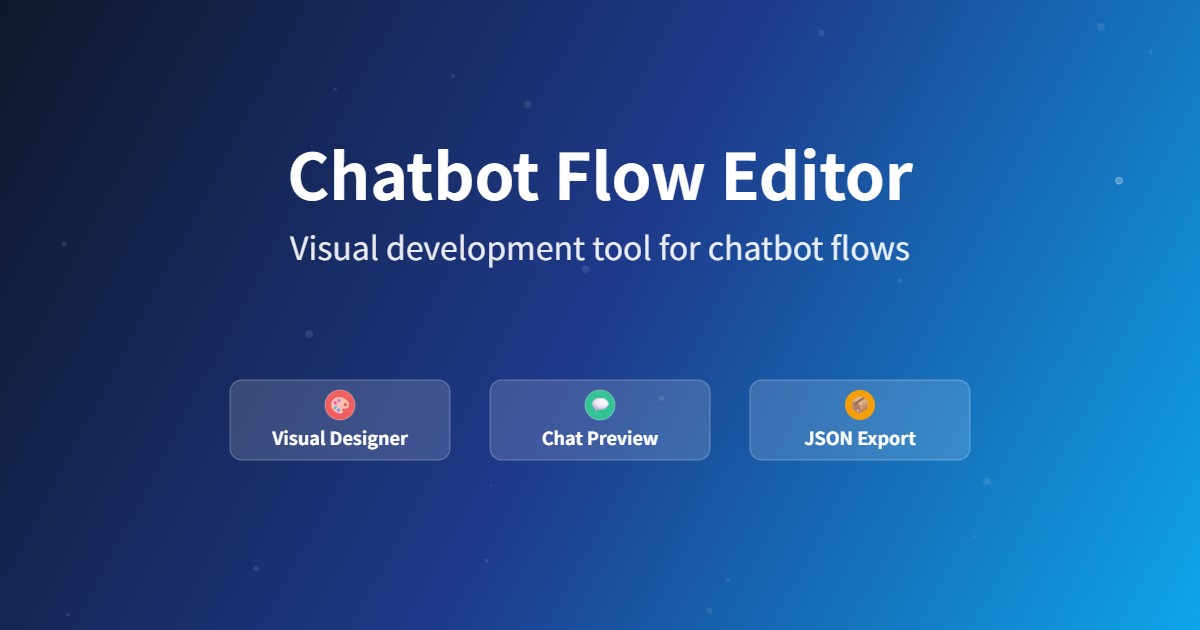 Chatbot Flow Editor
Visual development tool for chatbot flows
Visual Designer
Chat Preview
JSON Export